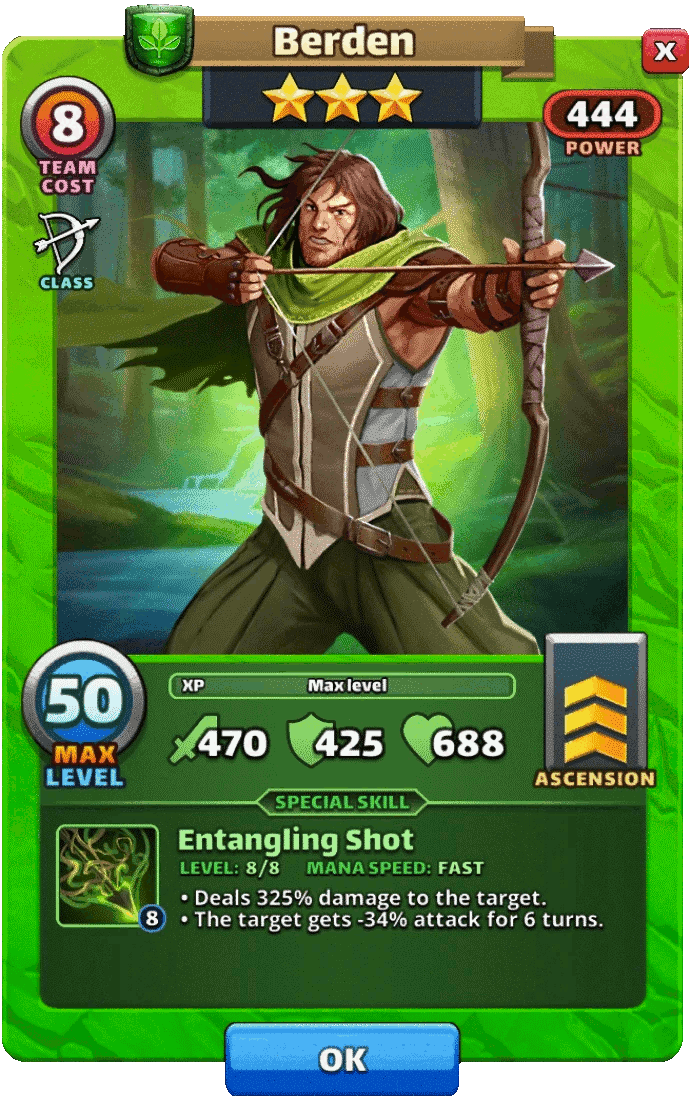 Berden
X
8
TEAM
COST
444
POWER
CLASS
50
MAX
LEVEL
XP Max level
470 425 688
ASCENSION
SPECIAL SKILL
Entangling Shot
LEVEL: 8/8 MANA SPEED: FAST
8
• Deals 325% damage to the target.
• The target gets -34% attack for 6 turns.
OK